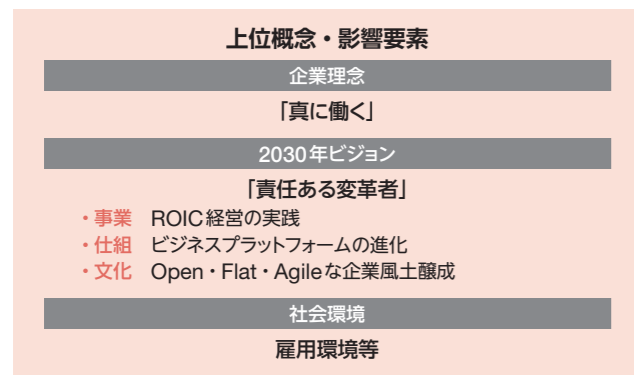 上位概念・影響要素
企業理念
「真に働く」
2030年ビジョン
「責任ある変革者」
・事業 ROIC経営の実践
・仕組 ビジネスプラットフォームの進化
・文化 Open・Flat・Agileな企業風土醸成
社会環境
雇用環境等